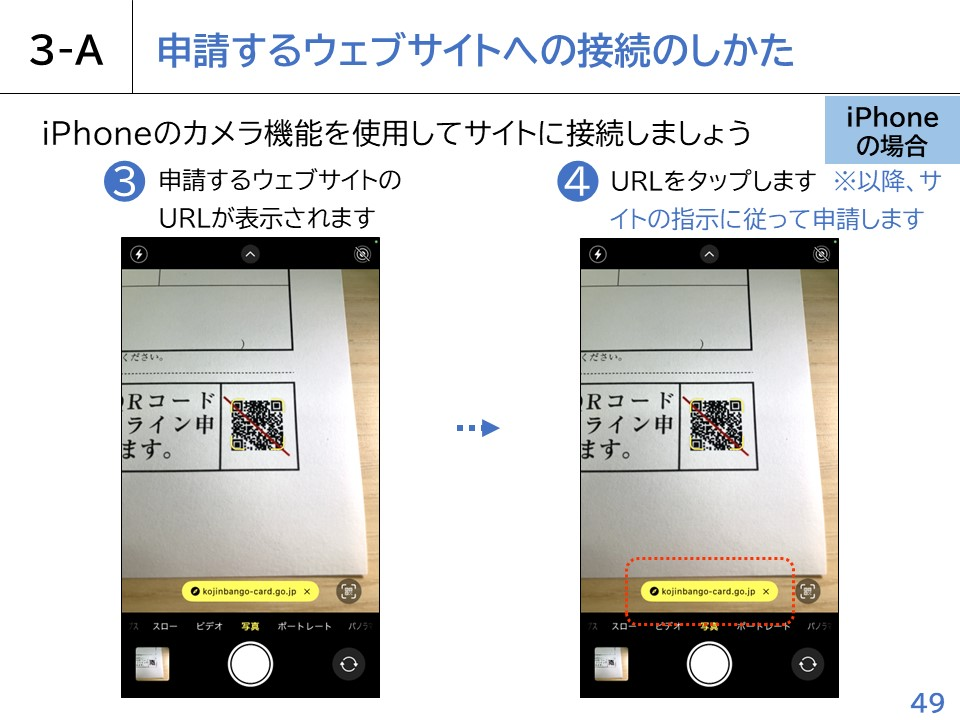 3-A
申請するウェブサイトへの接続のしかた
iPhoneのカメラ機能を使用してサイトに接続しましょう
iPhone
の場合
3
申請するウェブサイトの
URLが表示されます
4
URLをタップします ※以降、サ
イトの指示に従って申請します
ください。
QRコード
ライン申
ます。
kojinbango-card.go.jp ×
スロー ビデオ 写真 ポートレート パノラマ
ください。
QRコード
ライン申
ます。
kojinbango-card.go.jp ×
スロー ビデオ 写真 ポートレート パノラ
49